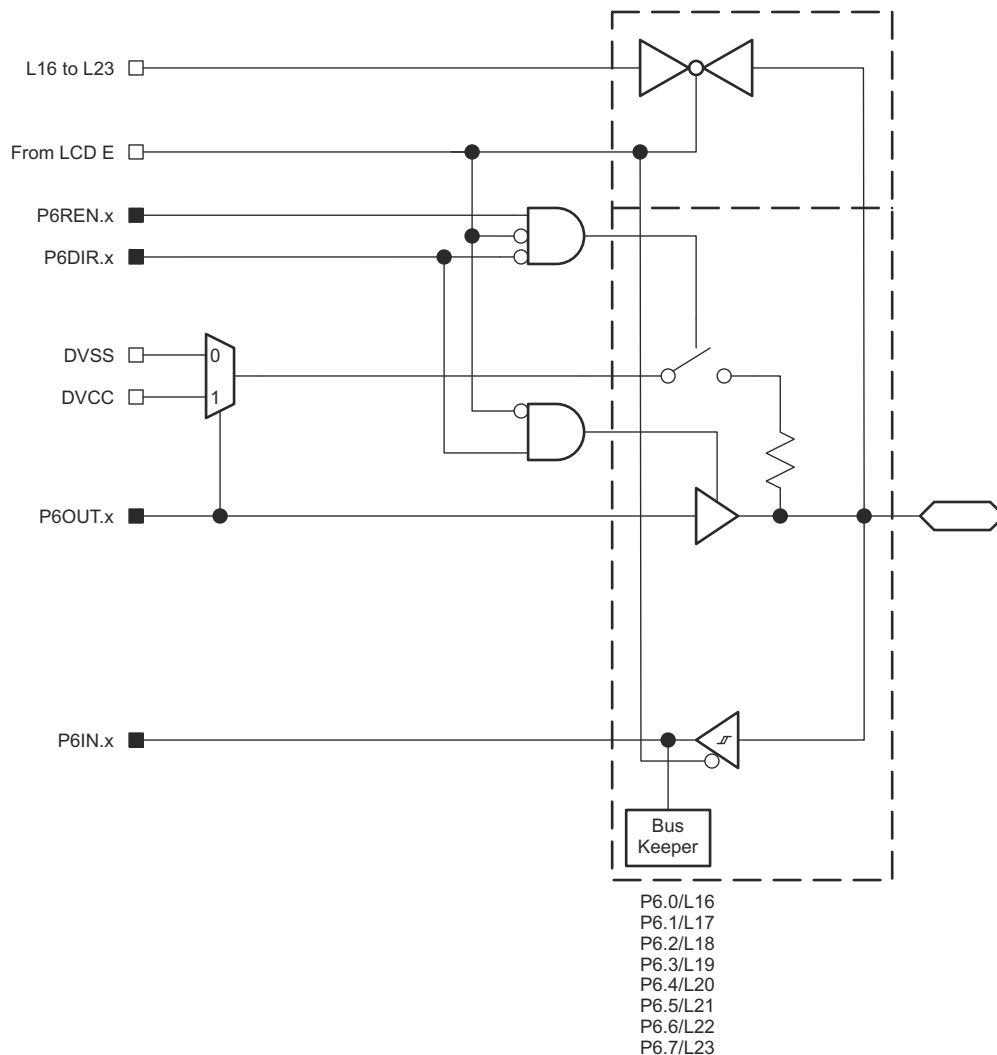 L16 to L23
From LCD E
P6REN.x
P6DIR.x
DVSS
0
DVCC
1
P6OUT.x
P6IN.x
Bus
Keeper
P6.0/L16
P6.1/L17
P6.2/L18
P6.3/L19
P6.4/L20
P6.5/L21
P6.6/L22
P6.7/L23